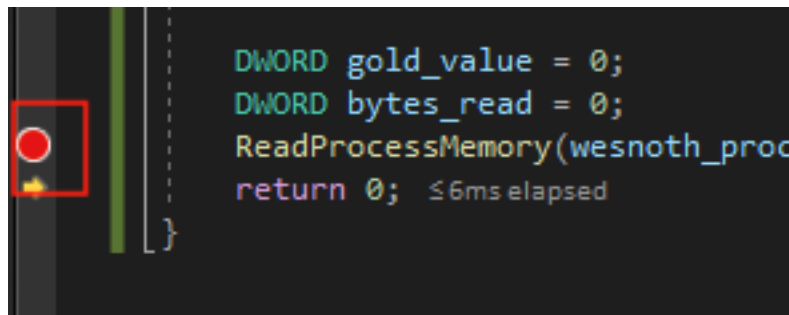 DWORD gold_value = 0;
DWORD bytes_read = 0;
ReadProcessMemory(wesnoth_proc
return 0; ≤6ms elapsed
}